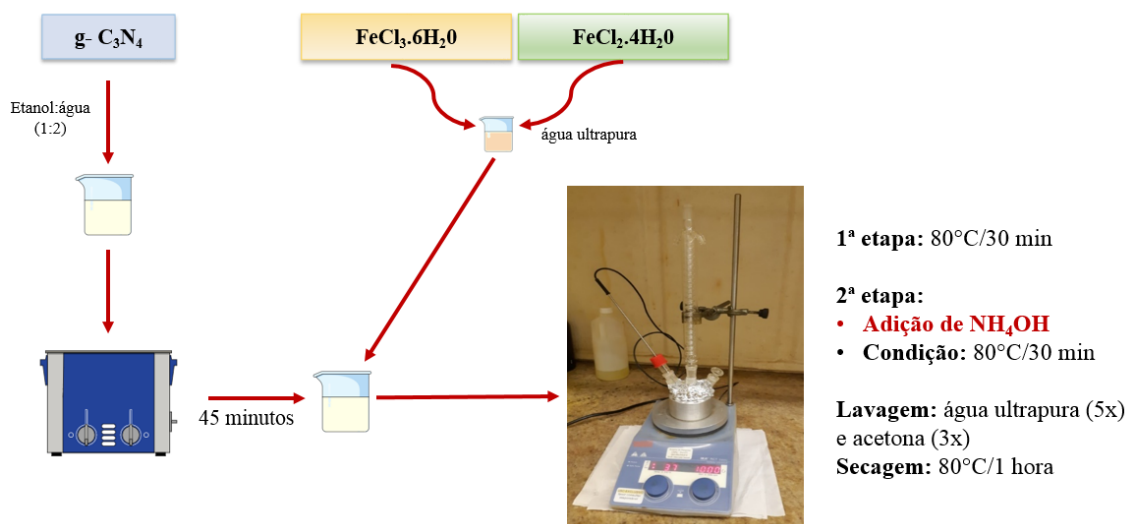 g- C₃N₄
FeCl₃.6H₂0
FeCl₂.4H₂0
Etanol:água
(1:2)
água ultrapura
45 minutos
1ª etapa: 80°C/30 min
2ª etapa:
• Adição de NH₄OH
• Condição: 80°C/30 min
Lavagem: água ultrapura (5x)
e acetona (3x)
Secagem: 80°C/1 hora